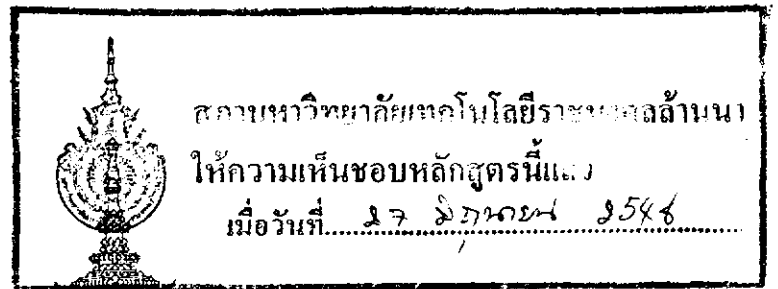 สภามหาวิทยาลัยเทคโนโลยีราชมงคลล้านนา
ให้ความเห็นชอบหลักสูตรนี้แล้ว
เมื่อวันที่ 27 มิถุนายน 2548